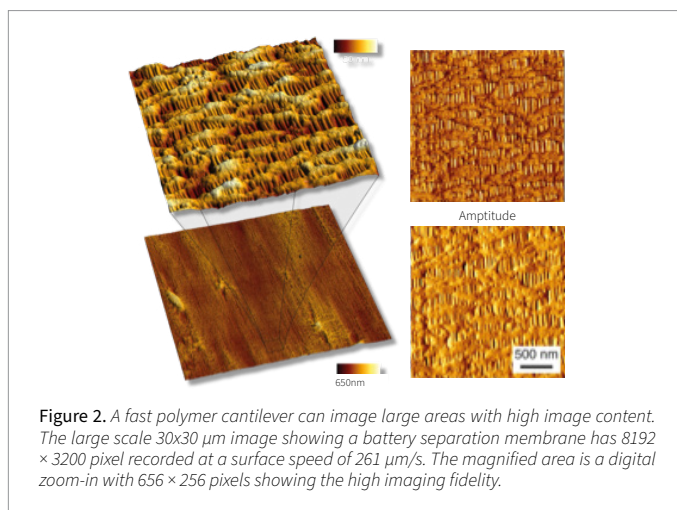 Amptitude
500 nm
650nm
Figure 2. A fast polymer cantilever can image large areas with high image content.
The large scale 30x30 µm image showing a battery separation membrane has 8192
× 3200 pixel recorded at a surface speed of 261 µm/s. The magnified area is a digital
zoom-in with 656 × 256 pixels showing the high imaging fidelity.